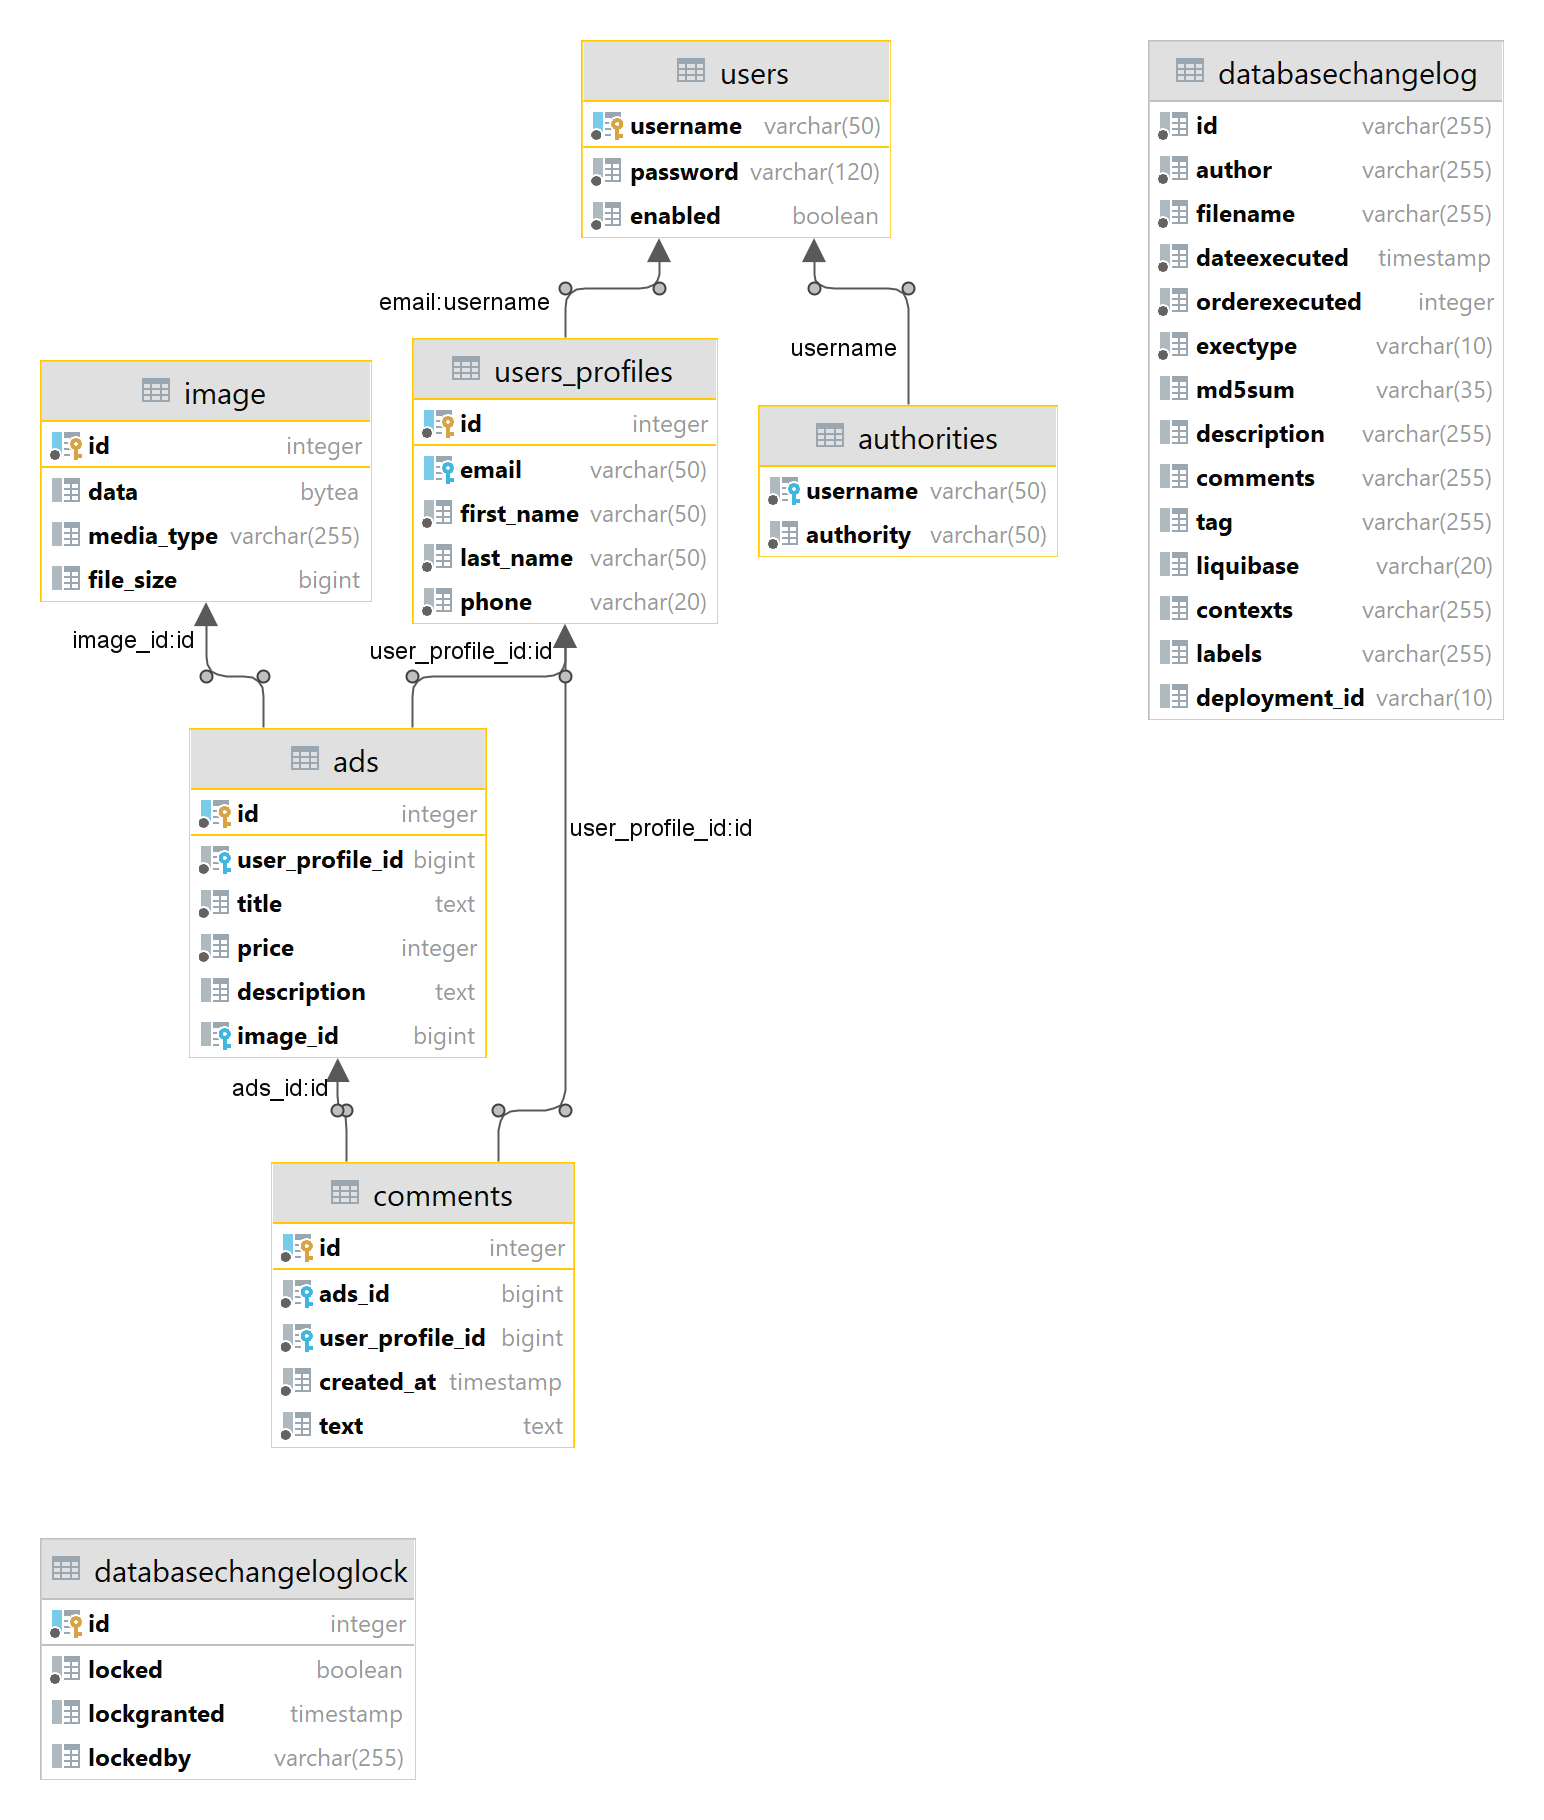 users
username varchar(50)
password varchar(120)
enabled boolean
databasechangelog
id varchar(255)
author varchar(255)
filename varchar(255)
dateexecuted timestamp
orderexecuted integer
exectype varchar(10)
md5sum varchar(35)
description varchar(255)
comments varchar(255)
tag varchar(255)
liquibase varchar(20)
contexts varchar(255)
labels varchar(255)
deployment_id varchar(10)
email:username
username
image
id integer
data bytea
media_type varchar(255)
file_size bigint
users_profiles
id integer
email varchar(50)
first_name varchar(50)
last_name varchar(50)
phone varchar(20)
authorities
username varchar(50)
authority varchar(50)
image_id:id
user_profile_id:id
ads
id integer
user_profile_id bigint
title text
price integer
description text
image_id bigint
user_profile_id:id
ads_id:id
comments
id integer
ads_id bigint
user_profile_id bigint
created_at timestamp
text text
databasechangeloglock
id integer
locked boolean
lockgranted timestamp
lockedby varchar(255)